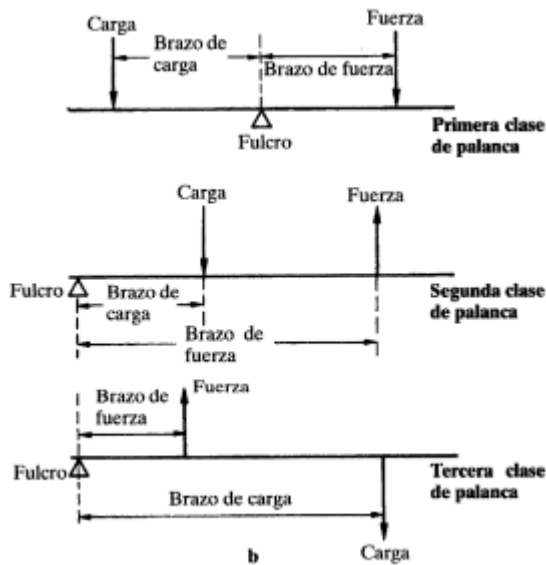 Carga
Fuerza
Brazo de
carga
Brazo de fuerza
Fulcro
Primera clase
de palanca
Carga
Fuerza
Fulcro
Brazo de
carga
Segunda clase
de palanca
Brazo de
fuerza
Brazo de
fuerza
Fuerza
Fulcro
Brazo de carga
Tercera clase
de palanca
b
Carga